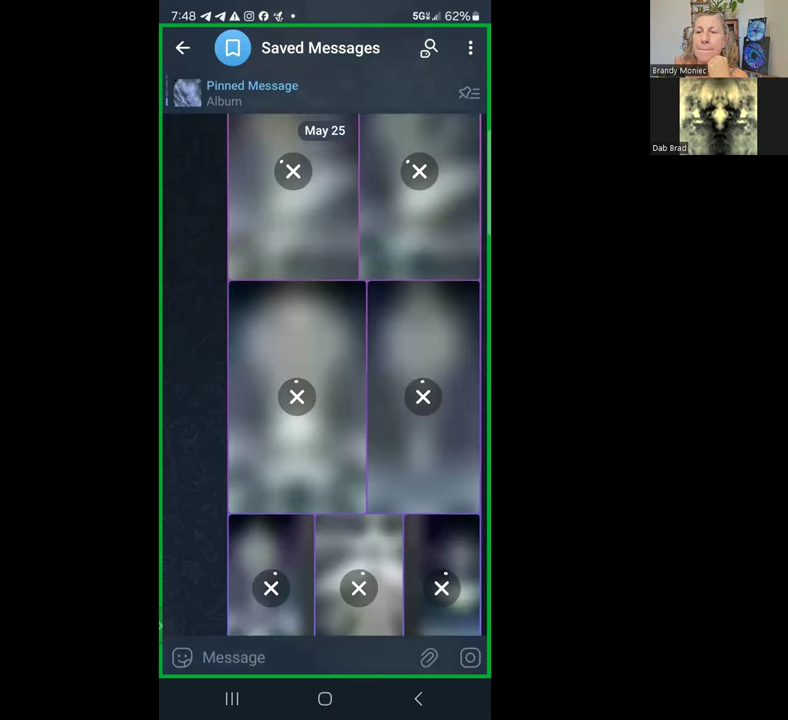 7:48
5G 62%
Saved Messages
Pinned Message
Album
May 25
Message
Brandy Moniec
Dab Brad